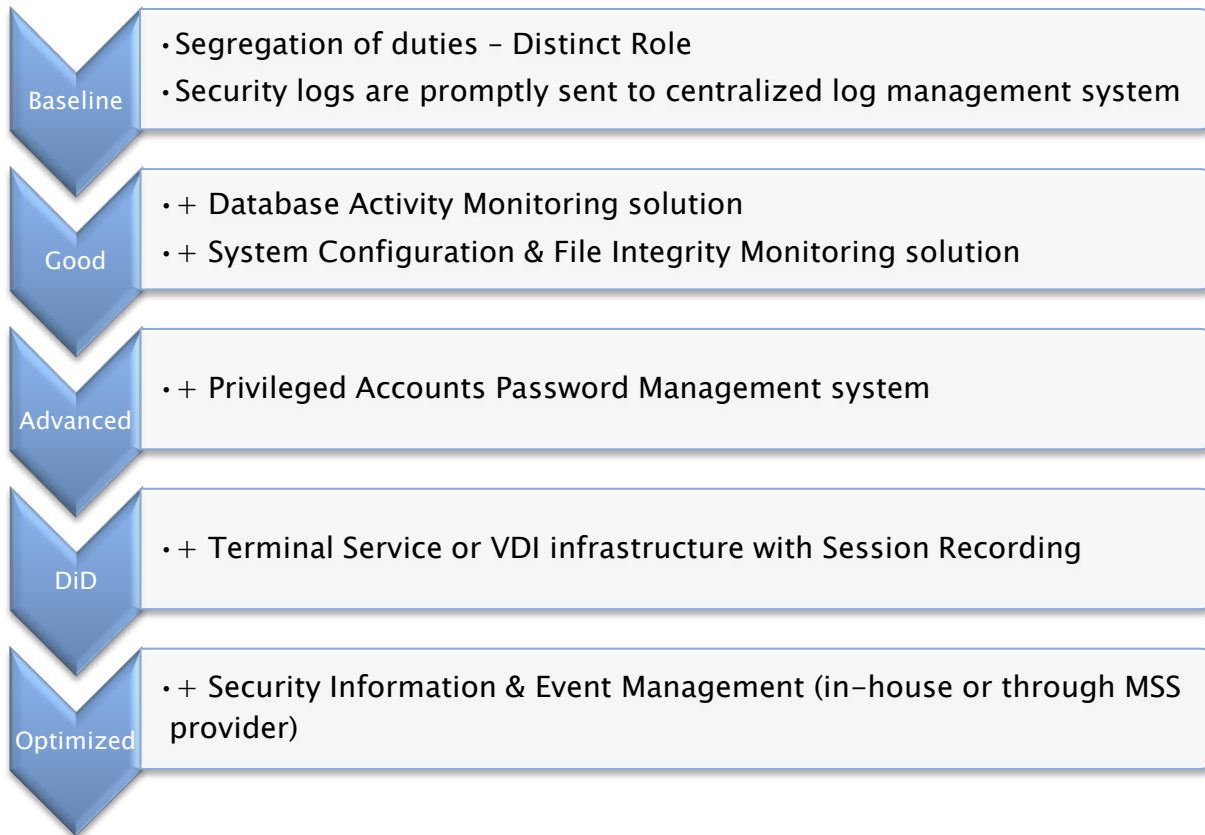 Baseline
•Segregation of duties – Distinct Role
•Security logs are promptly sent to centralized log management system
Good
•+ Database Activity Monitoring solution
•+ System Configuration & File Integrity Monitoring solution
Advanced
•+ Privileged Accounts Password Management system
DiD
•+ Terminal Service or VDI infrastructure with Session Recording
Optimized
•+ Security Information & Event Management (in-house or through MSS
provider)